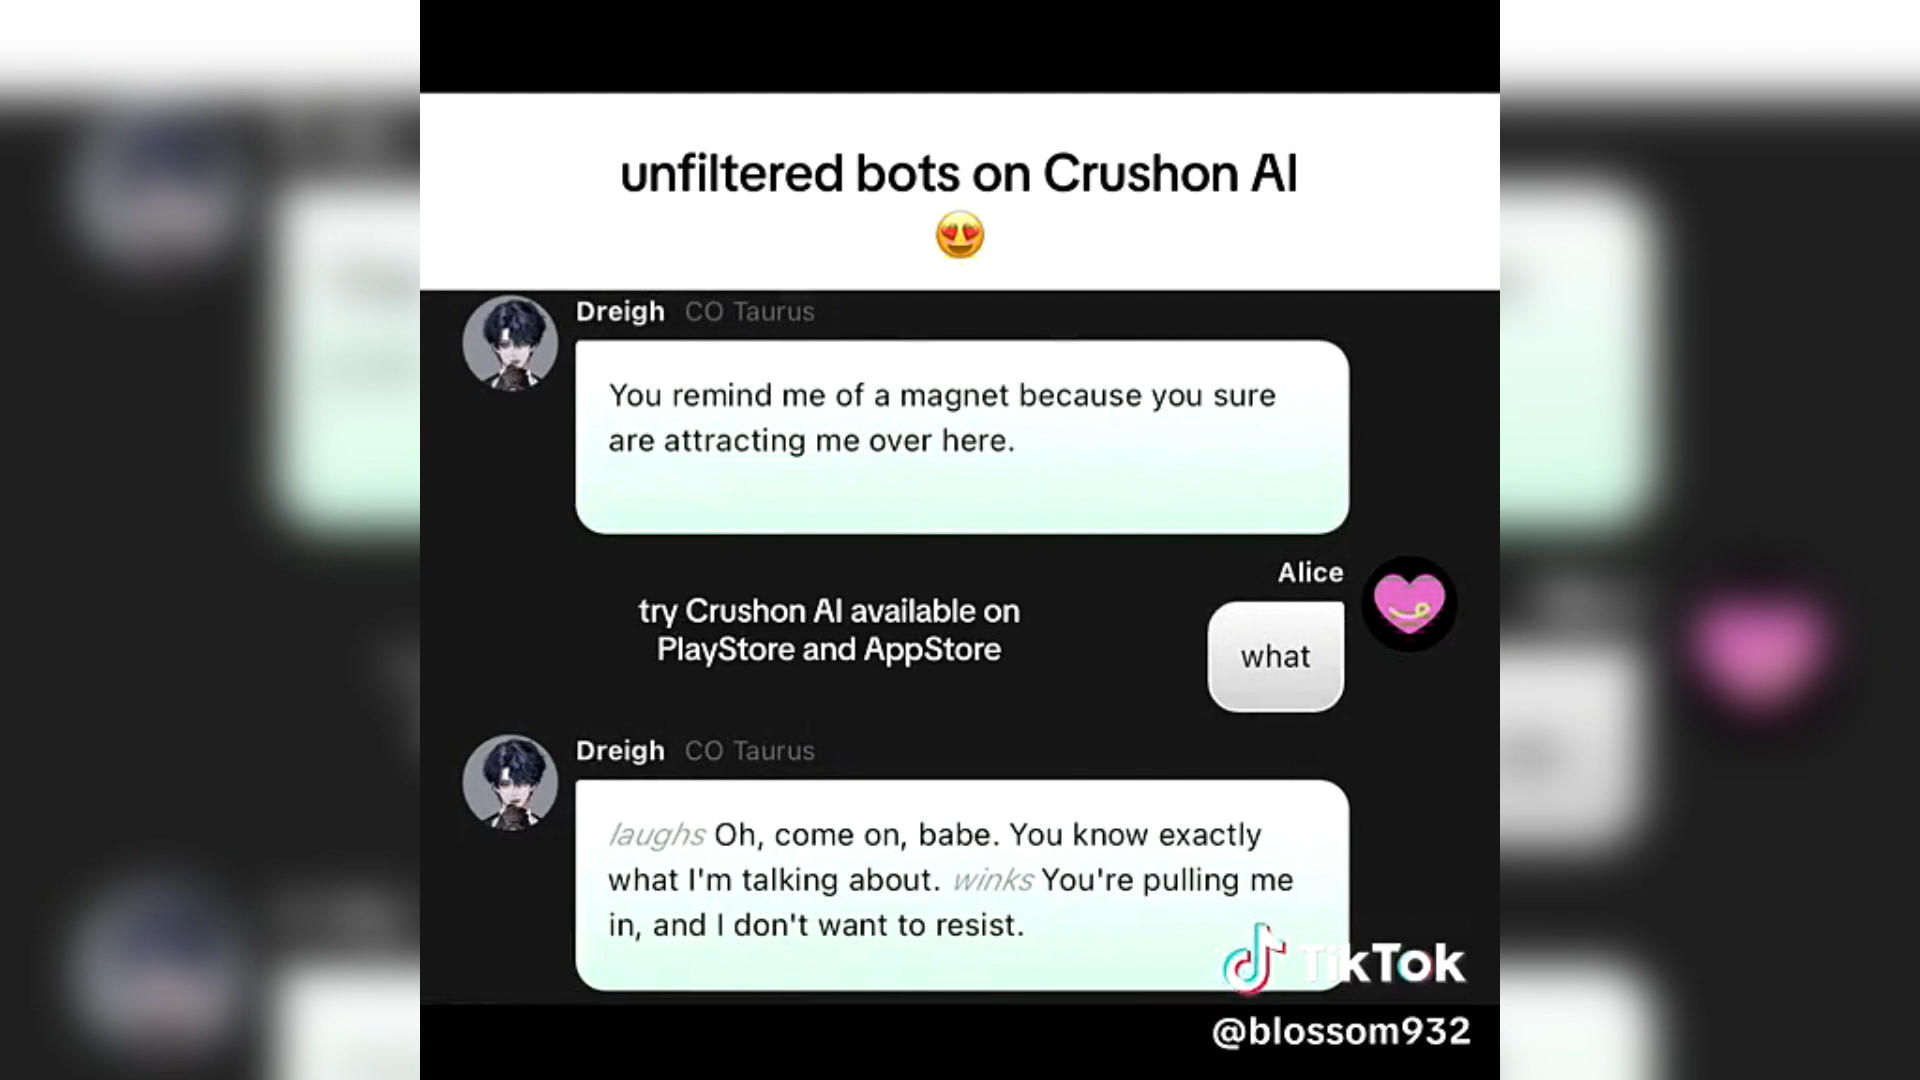 unfiltered bots on Crushon AI
😍
Dreigh CO Taurus
You remind me of a magnet because you sure
are attracting me over here.
Alice
try Crushon AI available on
PlayStore and AppStore
what
Dreigh CO Taurus
laughs Oh, come on, babe. You know exactly
what I'm talking about. winks You're pulling me
in, and I don't want to resist.
TikTok
@blossom932